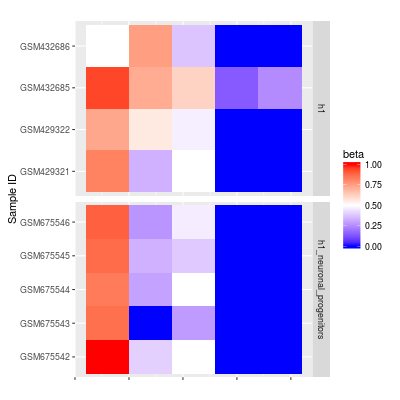 GSM432686
GSM432685
GSM429322
GSM429321
h1
GSM675546
GSM675545
GSM675544
GSM675543
GSM675542
h1_neuronal_progenitors
Sample ID
beta
1.00
0.75
0.50
0.25
0.00